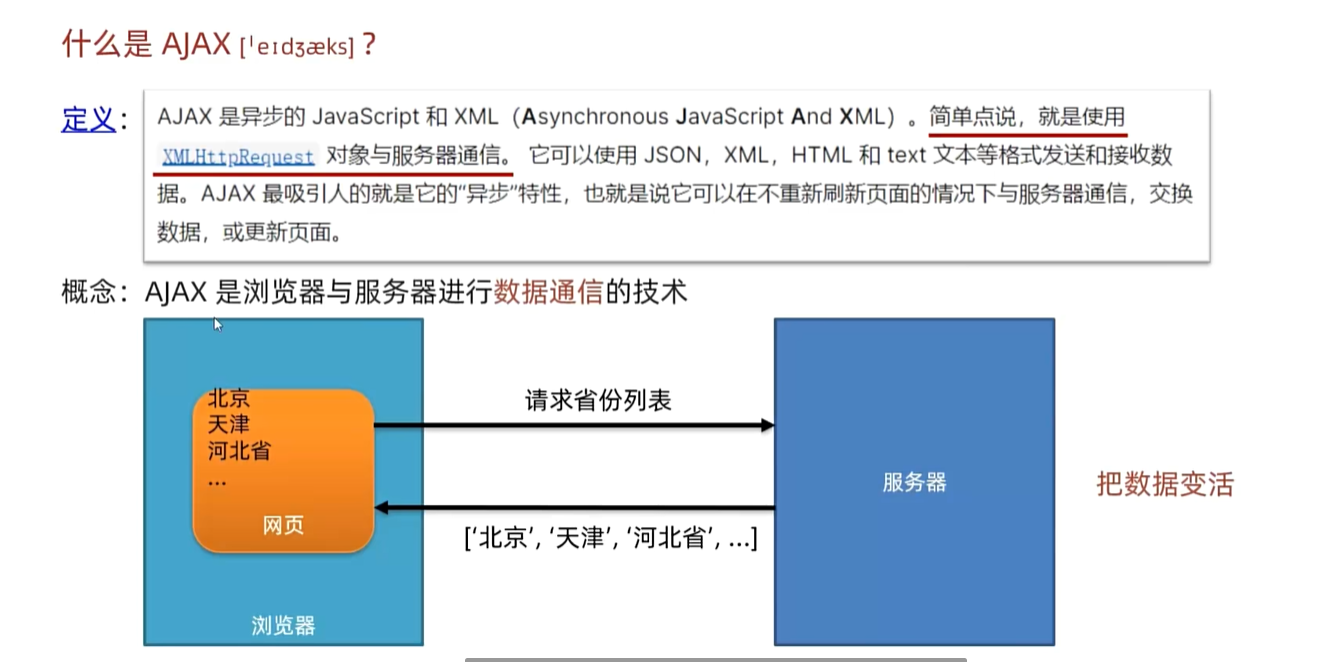 什么是 AJAX [ˈeɪdʒæks] ?
定义：
AJAX 是异步的 JavaScript 和 XML（Asynchronous JavaScript And XML）。简单点说，就是使用
XMLHttpRequest 对象与服务器通信。 它可以使用 JSON，XML，HTML 和 text 文本等格式发送和接收数
据。AJAX 最吸引人的就是它的“异步”特性，也就是说它可以在不重新刷新页面的情况下与服务器通信，交换
数据，或更新页面。
概念：AJAX 是浏览器与服务器进行数据通信的技术
北京
天津
河北省
...
网页
浏览器
请求省份列表
[‘北京’, ‘天津’, ‘河北省’, ...]
服务器
把数据变活